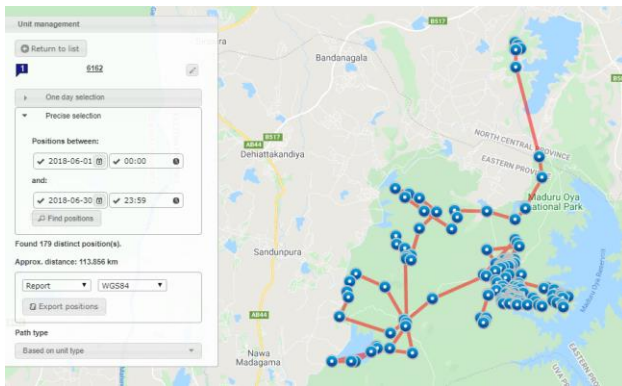 Unit management
Return to list
1
6162
One day selection
Precise selection
Positions between:
2018-06-01
00:00
and:
2018-06-30
23:59
Find positions
Found 179 distinct position(s).
Approx. distance: 113.856 km
Report
WGS84
Export positions
Path type
Based on unit type
B517
Bandanagala
NORTH CENTRAL PROVINCE
EASTERN PROV
B517
AB44
Dehiattakandiya
Maduru Oya
National Park
Sandunpura
Maduru Oya Reservoir
AB44
Nawa
Madagama
EASTERN
UVA